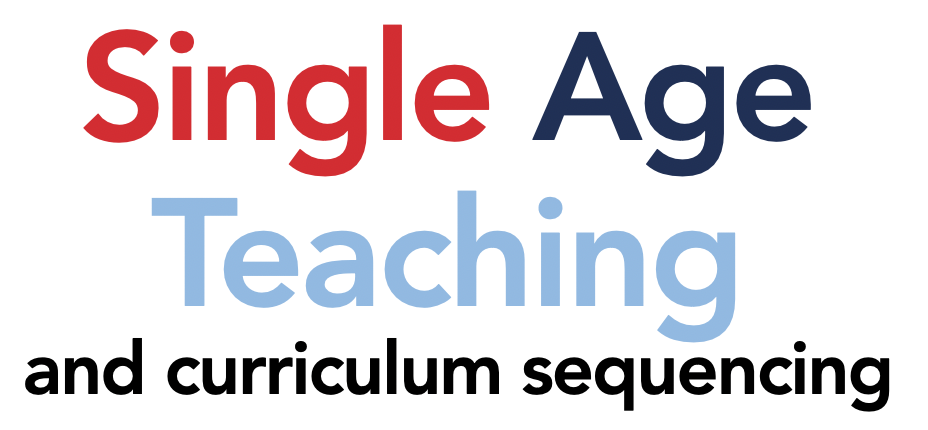 Single Age
Teaching
and curriculum sequencing